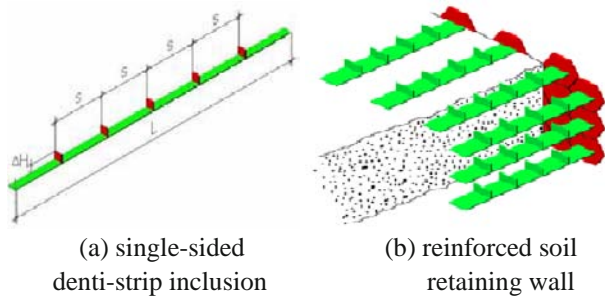 S
S
S
S
L
ΔH
(a) single-sided
denti-strip inclusion
(b) reinforced soil
retaining wall